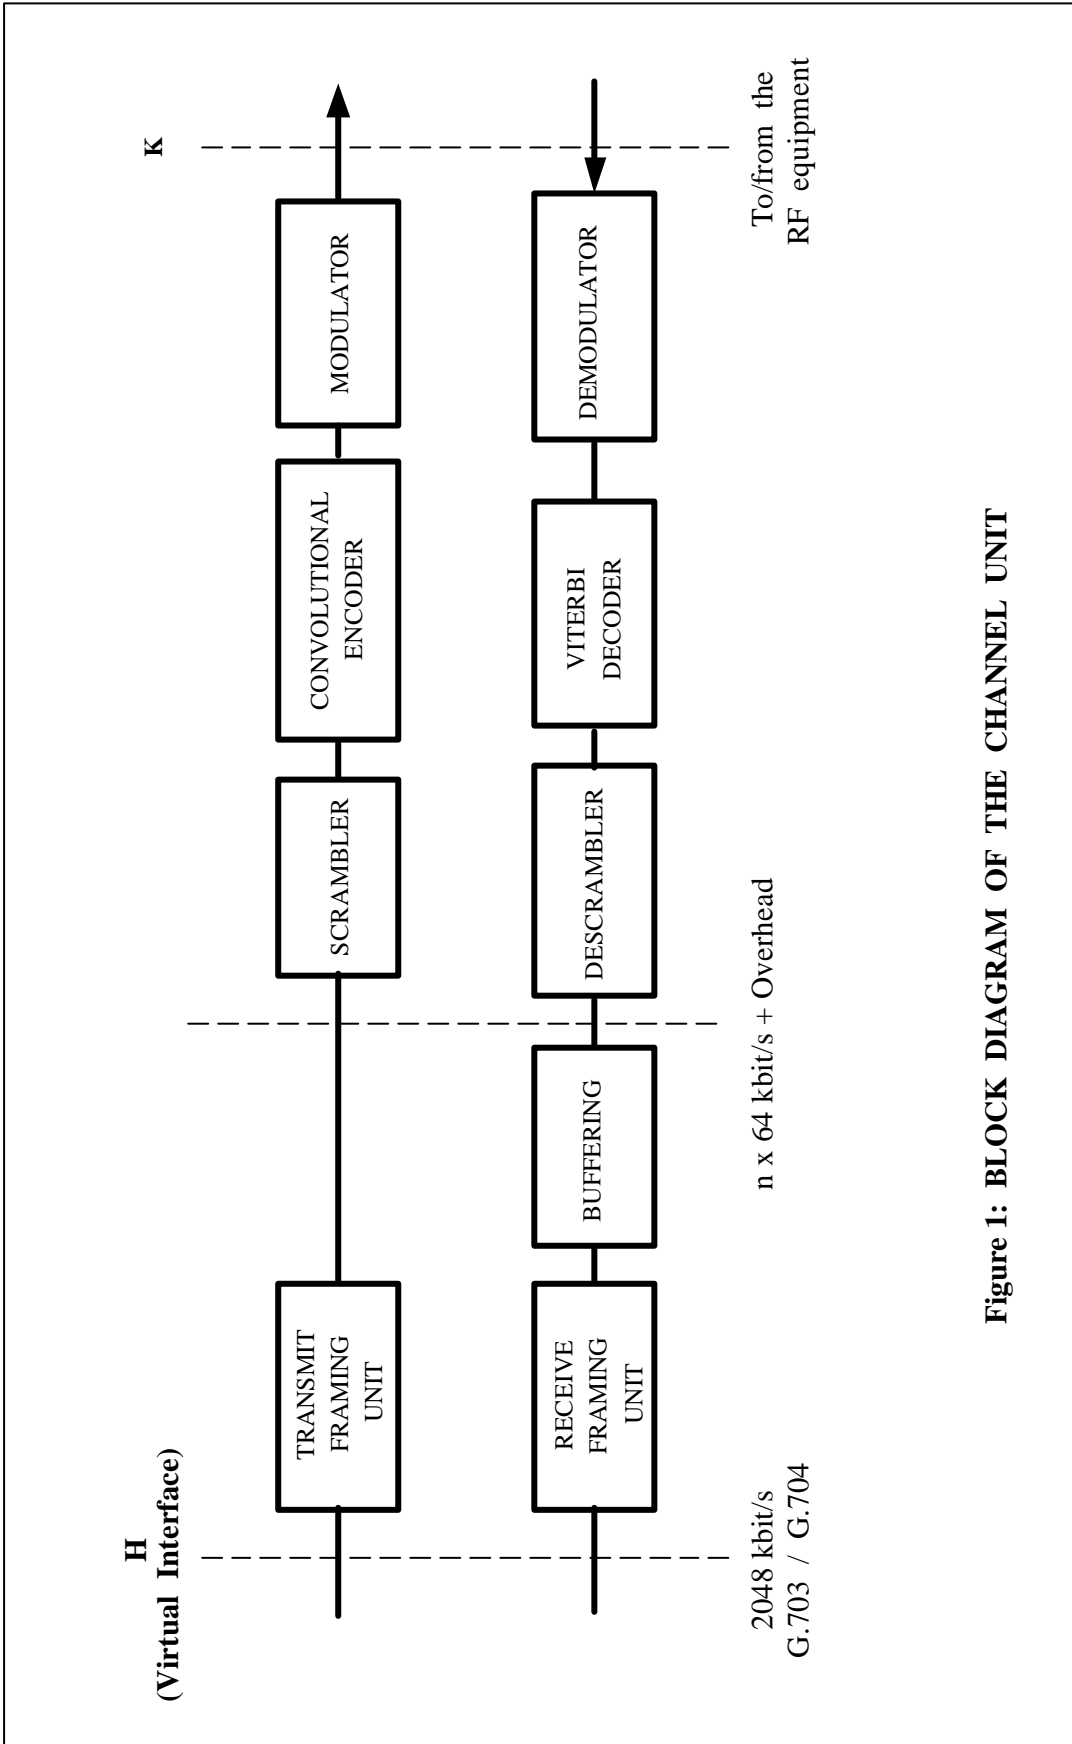 H
(Virtual Interface)
K
TRANSMIT
FRAMING
UNIT
SCRAMBLER
CONVOLUTIONAL
ENCODER
MODULATOR
RECEIVE
FRAMING
UNIT
BUFFERING
DESCRAMBLER
VITERBI
DECODER
DEMODULATOR
2048 kbit/s
G.703 / G.704
n x 64 kbit/s + Overhead
To/from the
RF equipment
Figure 1: BLOCK DIAGRAM OF THE CHANNEL UNIT